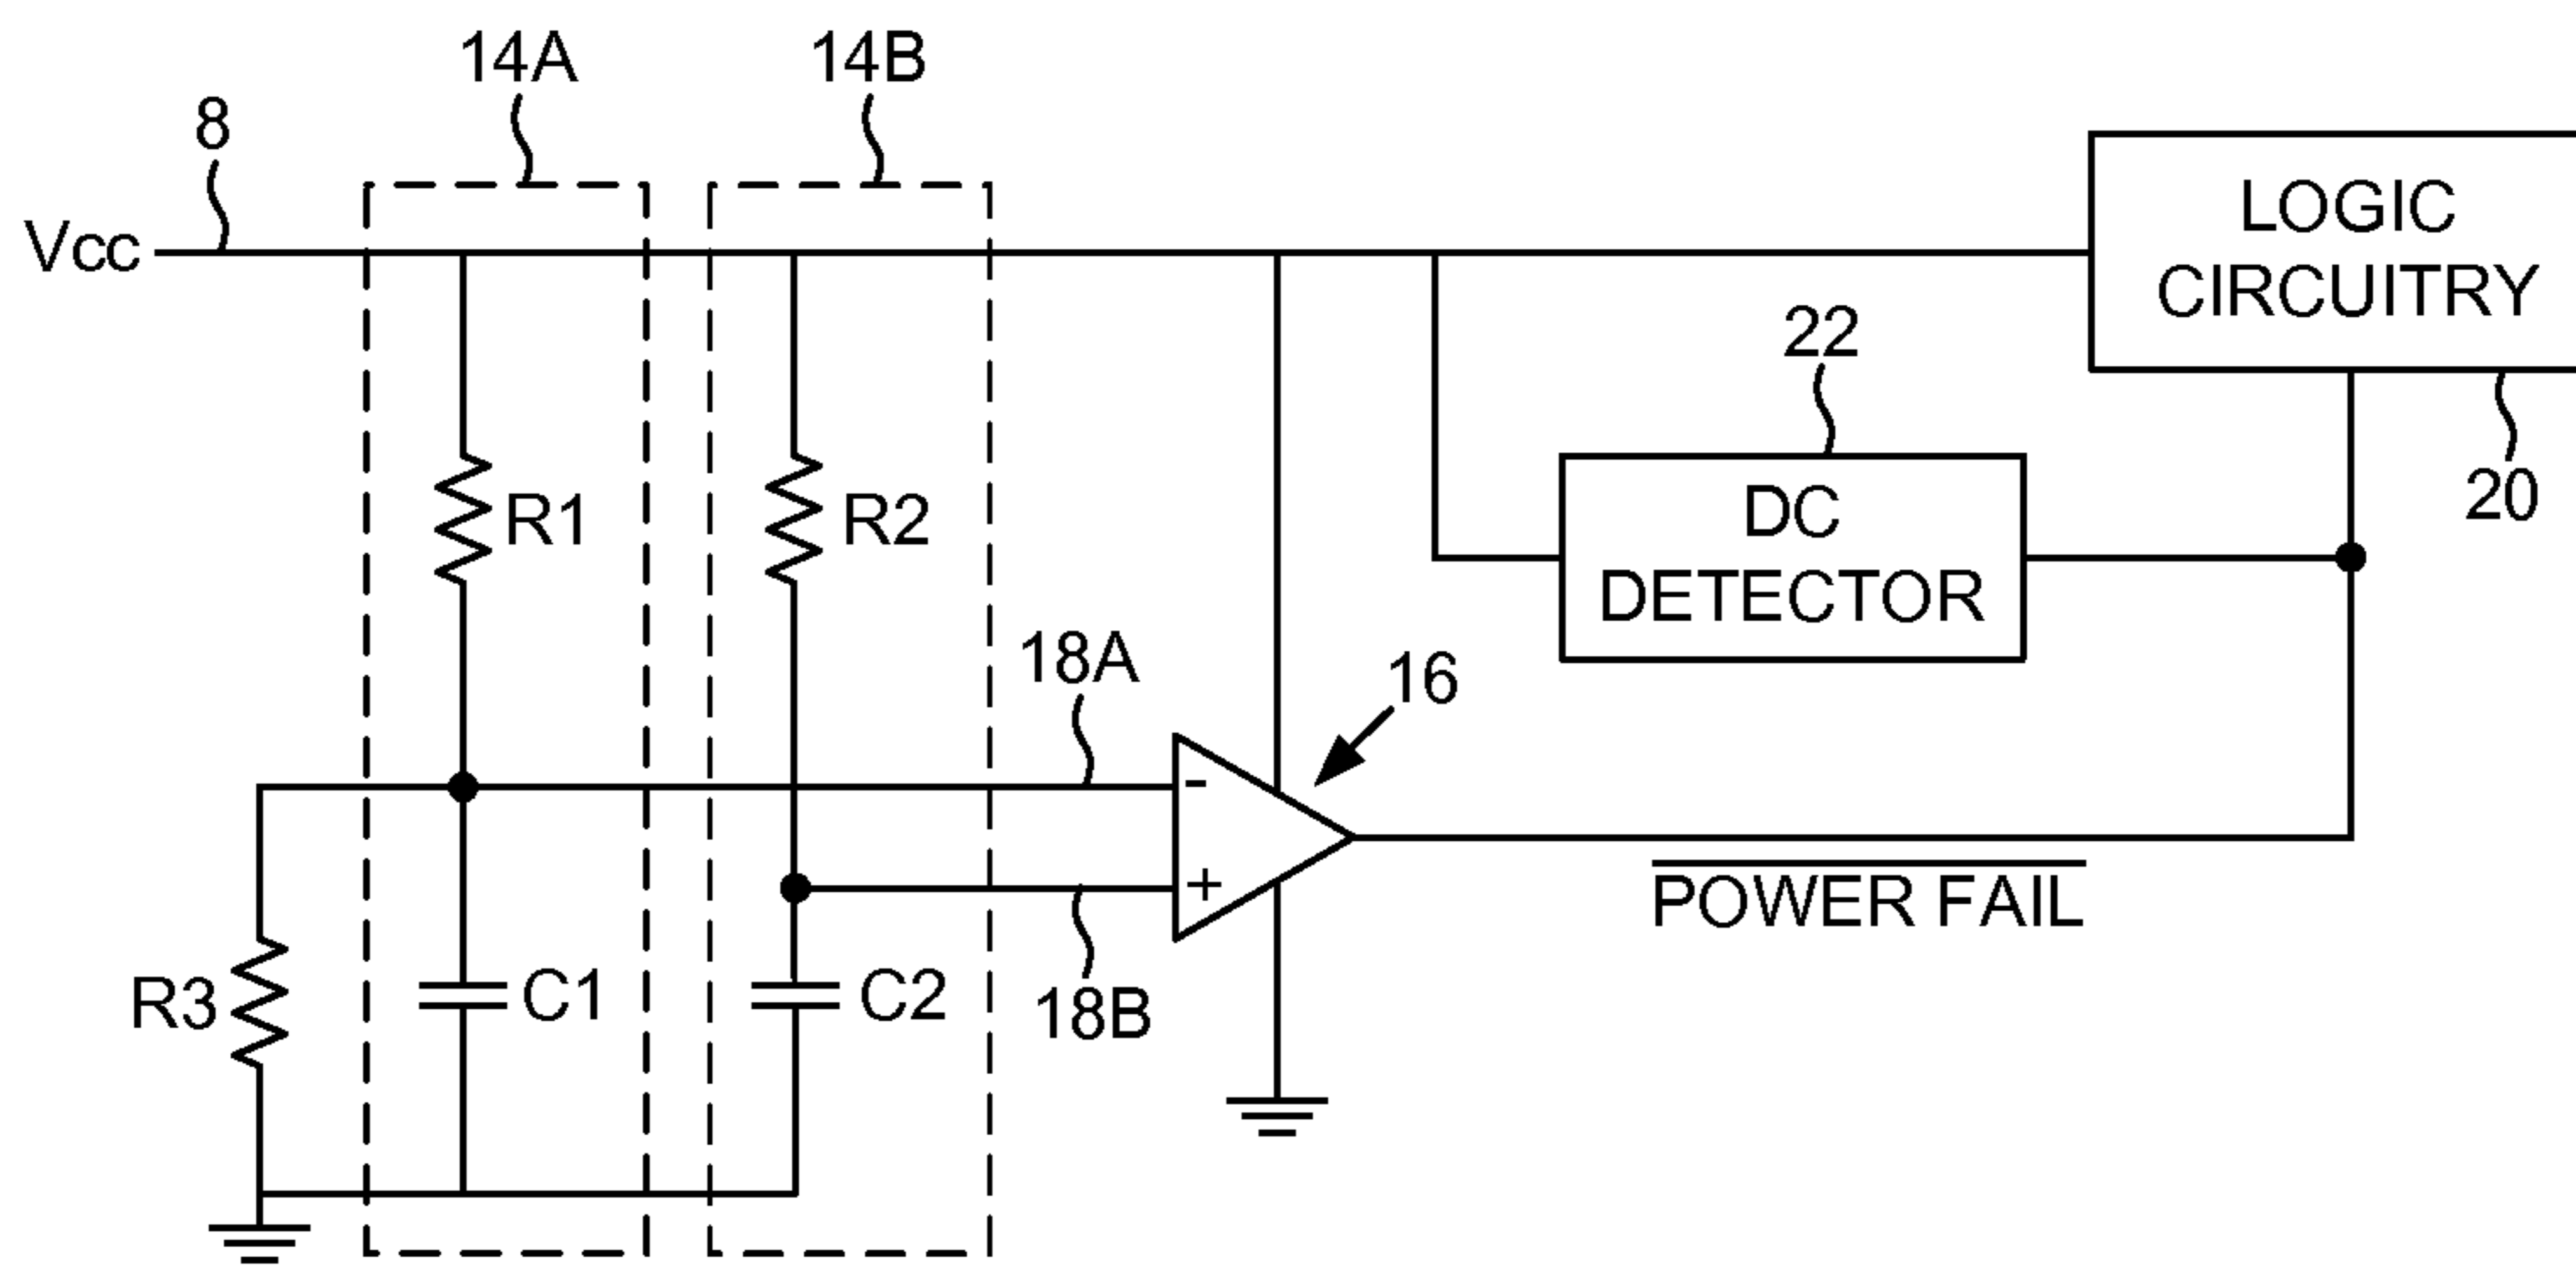 14A
14B
8
Vcc
LOGIC
CIRCUITRY
22
20
R1
R2
DC
DETECTOR
18A
16
-
+
POWER FAIL
R3
C1
C2
18B